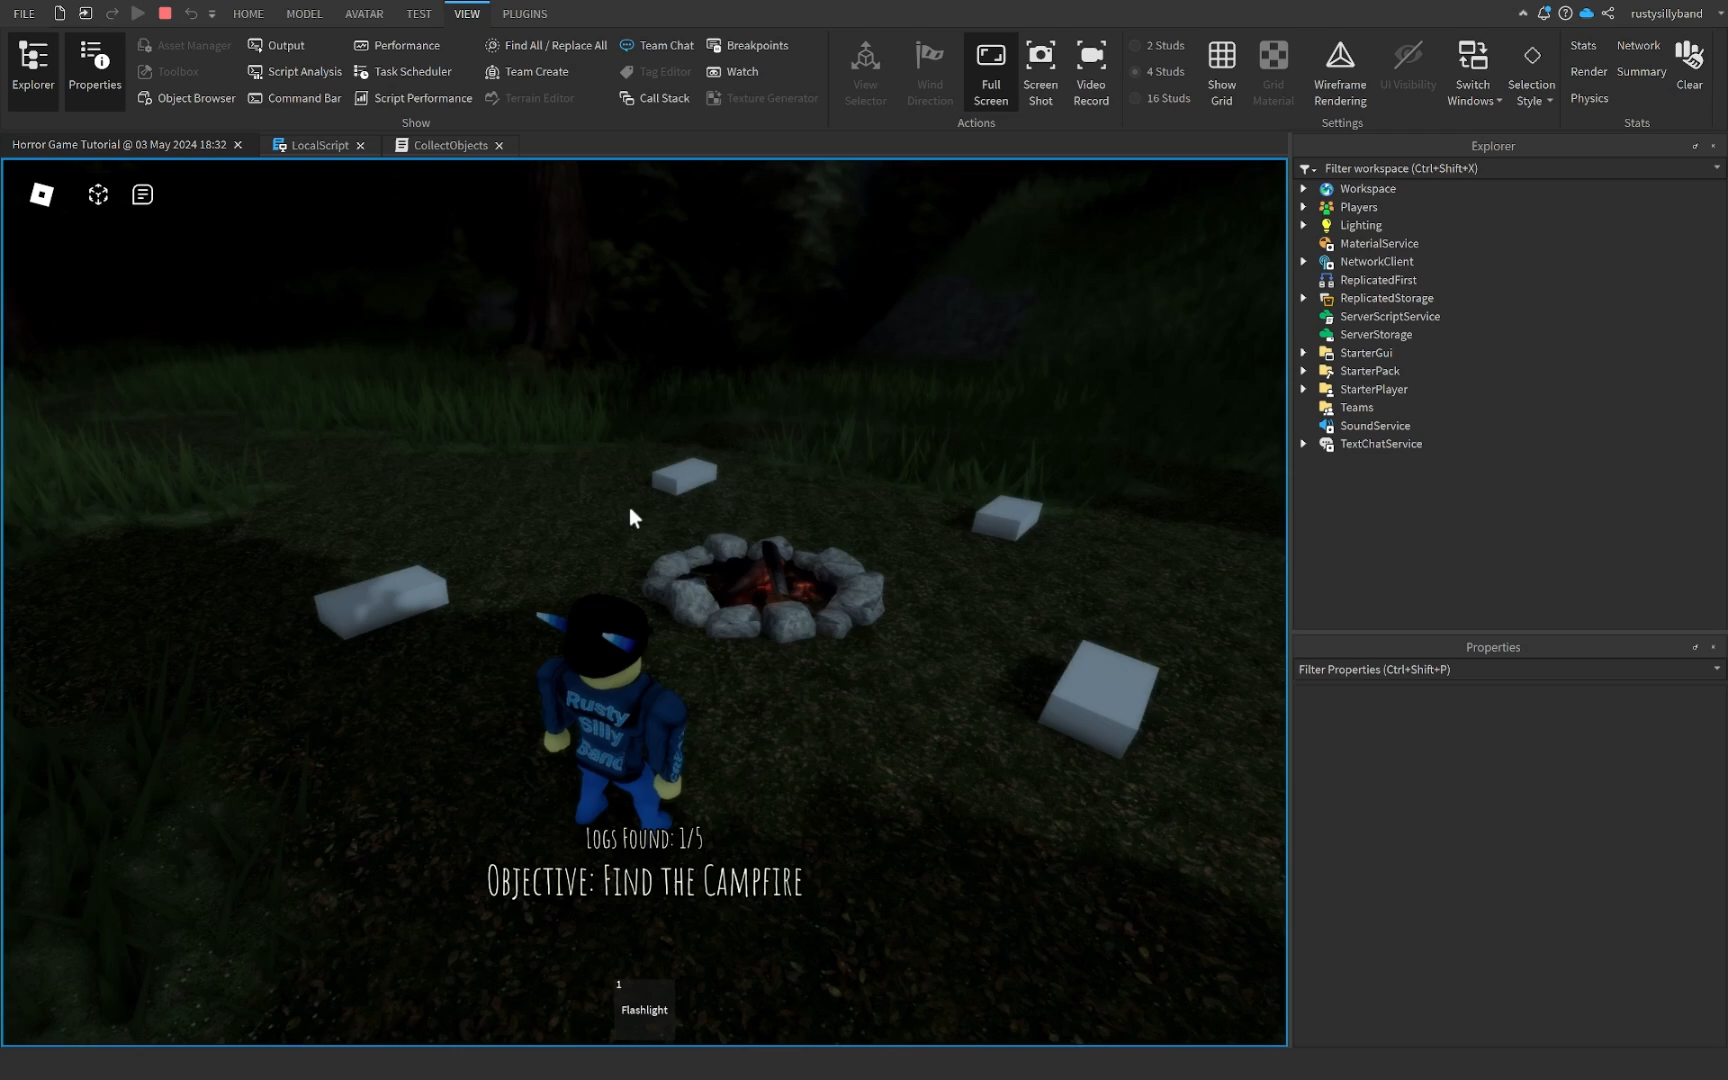 FILE HOME MODEL AVATAR TEST VIEW PLUGINS rustysillyband
Explorer
Properties
Asset Manager
Toolbox
Object Browser
Output
Script Analysis
Command Bar
Performance
Task Scheduler
Script Performance
Find All / Replace All
Team Create
Terrain Editor
Team Chat
Tag Editor
Call Stack
Breakpoints
Watch
Texture Generator
Show
View
Selector
Wind
Direction
Full
Screen
Screen
Shot
Video
Record
Actions
2 Studs
4 Studs
16 Studs
Show
Grid
Grid
Material
Wireframe
Rendering
UI Visibility
Switch
Windows
Selection
Style
Settings
Stats
Render
Physics
Network
Summary
Clear
Stats
Horror Game Tutorial @ 03 May 2024 18:32
LocalScript
CollectObjects
Explorer
Filter workspace (Ctrl+Shift+X)
Workspace
Players
Lighting
MaterialService
NetworkClient
ReplicatedFirst
ReplicatedStorage
ServerScriptService
ServerStorage
StarterGui
StarterPack
StarterPlayer
Teams
SoundService
TextChatService
Properties
Filter Properties (Ctrl+Shift+P)
Rusty
Silly
Band
Logs Found: 1/5
Objective: Find the Campfire
1
Flashlight